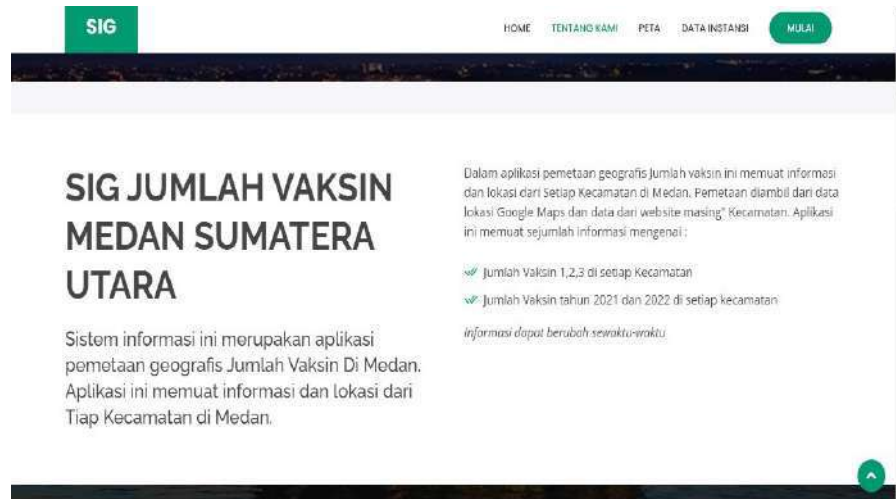 SIG
HOME TENTANG KAMI PETA DATA INSTANSI MULAI
SIG JUMLAH VAKSIN
MEDAN SUMATERA
UTARA
Sistem informasi ini merupakan aplikasi
pemetaan geografis Jumlah Vaksin Di Medan.
Aplikasi ini memuat informasi dan lokasi dari
Tiap Kecamatan di Medan.
Dalam aplikasi pemetaan geografis Jumlah vaksin ini memuat informasi
dan lokasi dari Setiap Kecamatan di Medan. Pemetaan diambil dari data
lokasi Google Maps dan data dari website masing" Kecamatan. Aplikasi
ini memuat sejumlah informasi mengenai :
Jumlah Vaksin 1,2,3 di setiap Kecamatan
Jumlah Vaksin tahun 2021 dan 2022 di setiap kecamatan
Informasi dapat berubah sewaktu-waktu